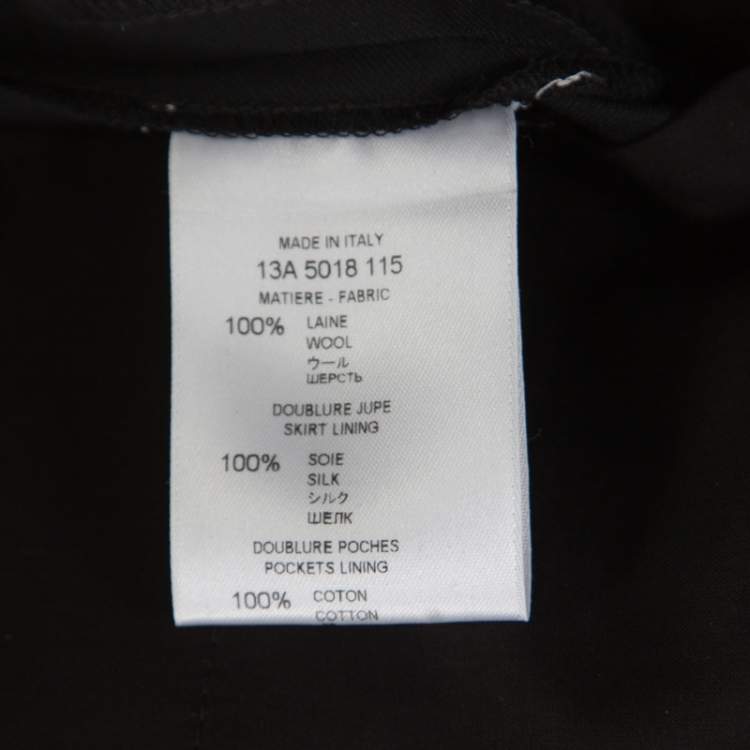 MADE IN ITALY
13A 5018 115
MATIERE - FABRIC
100% LAINE
WOOL
ウール
ШЕРСТЬ
DOUBLURE JUPE
SKIRT LINING
100% SOIE
SILK
シルク
ШЕЛК
DOUBLURE POCHES
POCKETS LINING
100% COTON
COTTON